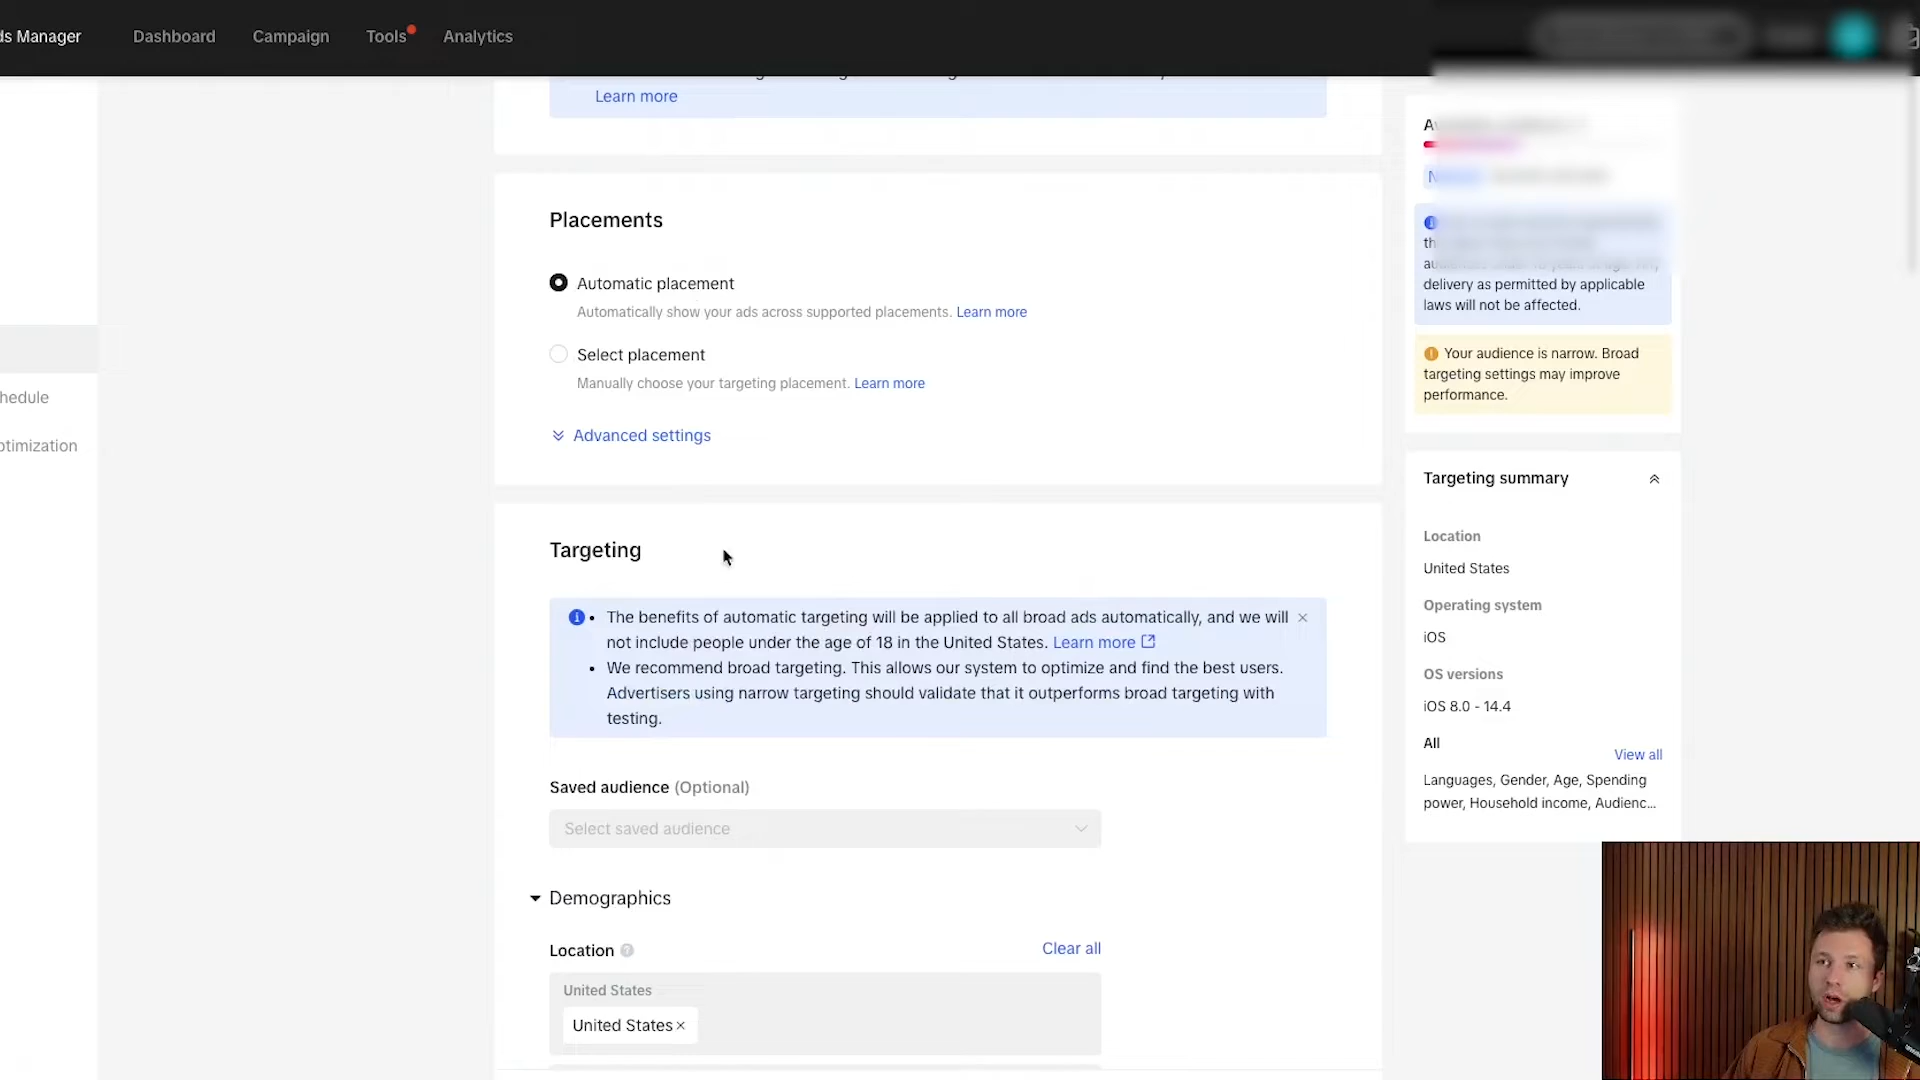 ds Manager
Dashboard
Campaign
Tools
Analytics
Learn more
Placements
Automatic placement
Automatically show your ads across supported placements. Learn more
Select placement
Manually choose your targeting placement. Learn more
Advanced settings
hedule
ptimization
Targeting
• The benefits of automatic targeting will be applied to all broad ads automatically, and we will
not include people under the age of 18 in the United States. Learn more
• We recommend broad targeting. This allows our system to optimize and find the best users.
Advertisers using narrow targeting should validate that it outperforms broad targeting with
testing.
Saved audience (Optional)
Select saved audience
Demographics
Location
Clear all
United States
United States ×
delivery as permitted by applicable
laws will not be affected.
Your audience is narrow. Broad
targeting settings may improve
performance.
Targeting summary
Location
United States
Operating system
iOS
OS versions
iOS 8.0 - 14.4
All
View all
Languages, Gender, Age, Spending
power, Household income, Audienc...